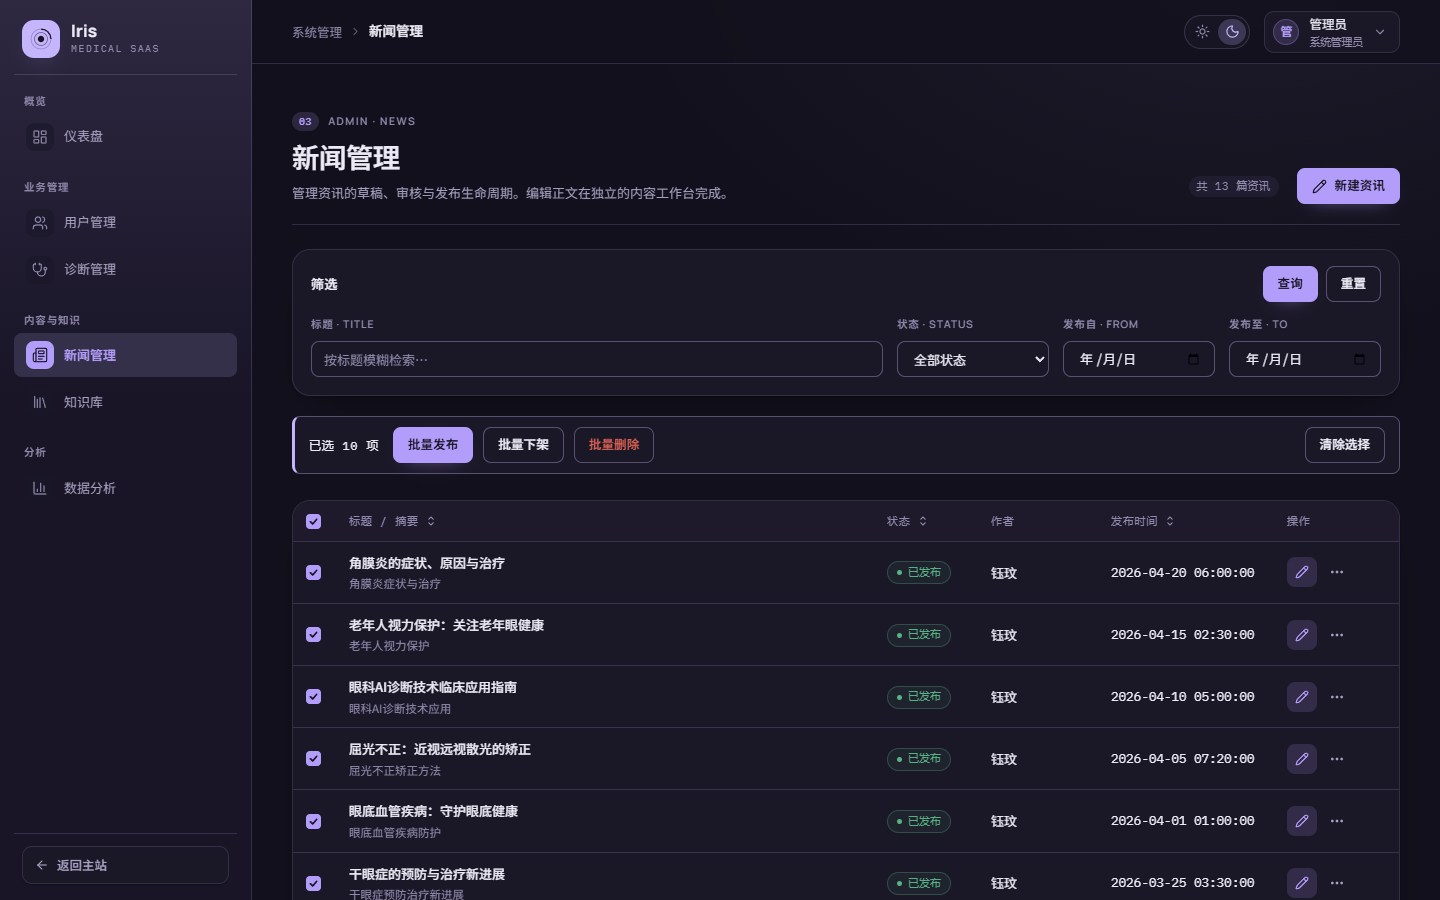 Iris
MEDICAL SAAS
概览
仪表盘
业务管理
用户管理
诊断管理
内容与知识
新闻管理
知识库
分析
数据分析
返回主站
系统管理 > 新闻管理
管 管理员
系统管理员
03 ADMIN · NEWS
新闻管理
管理资讯的草稿、审核与发布生命周期。编辑正文在独立的内容工作台完成。
共 13 篇资讯 新建资讯
筛选 查询 重置
标题 · TITLE 状态 · STATUS 发布自 · FROM 发布至 · TO
按标题模糊检索… 全部状态 年 /月/日 年 /月/日
已选 10 项 批量发布 批量下架 批量删除 清除选择
标题 / 摘要 状态 作者 发布时间 操作
角膜炎的症状、原因与治疗
角膜炎症状与治疗
已发布 钰玟 2026-04-20 06:00:00
老年人视力保护：关注老年眼健康
老年人视力保护
已发布 钰玟 2026-04-15 02:30:00
眼科AI诊断技术临床应用指南
眼科AI诊断技术应用
已发布 钰玟 2026-04-10 05:00:00
屈光不正：近视远视散光的矫正
屈光不正矫正方法
已发布 钰玟 2026-04-05 07:20:00
眼底血管疾病：守护眼底健康
眼底血管疾病防护
已发布 钰玟 2026-04-01 01:00:00
干眼症的预防与治疗新进展
干眼症预防治疗新进展
已发布 钰玟 2026-03-25 03:30:00